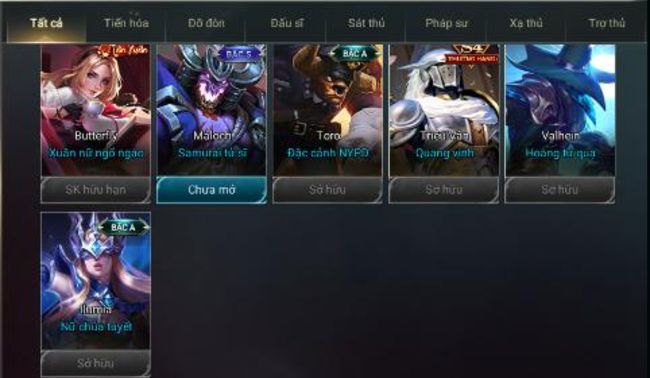 Tất cả Tiến hóa Đỡ đòn Đấu sĩ Sát thủ Pháp sư Xạ thủ Trợ thủ
Tân Xuân
BẬC S
BẬC A
S4
THƯỞNG HẠNG
Butterfly
Xuân nữ ngổ ngáo
SK hữu hạn
Maloch
Samurai tử sĩ
Chưa mở
Toro
Đặc cảnh NYPD
Sở hữu
Triệu Vân
Quang vinh
Sở hữu
Valhein
Hoàng tử quạ
Sở hữu
BẬC A
Ilumia
Nữ chúa tuyết
Sở hữu